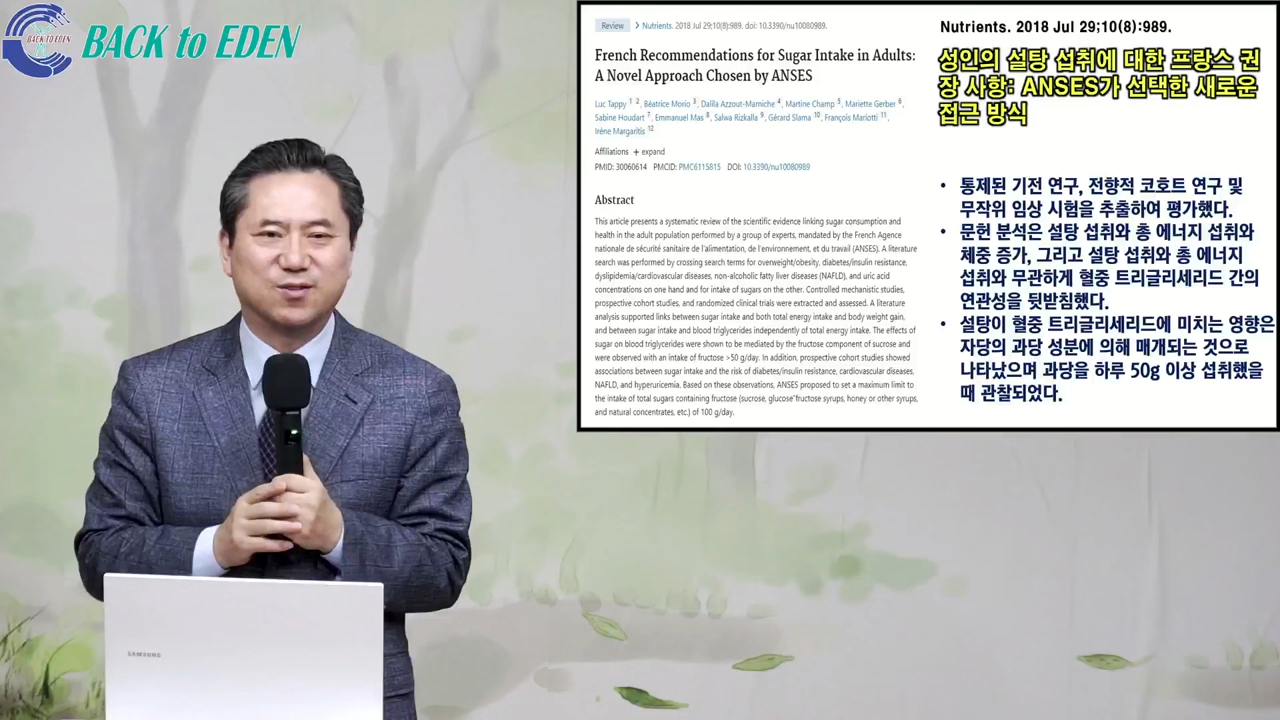 BACK TO EDEN
BACK to EDEN
Review > Nutrients. 2018 Jul 29;10(8):989. doi: 10.3390/nu10080989.
French Recommendations for Sugar Intake in Adults:
A Novel Approach Chosen by ANSES
Luc Tappy 1 2, Béatrice Morio 3, Dalila Azzout-Marniche 4, Martine Champ 5, Mariette Gerber 6,
Sabine Houdart 7, Emmanuel Mas 8, Salwa Rizkalla 9, Gérard Slama 10, François Mariotti 11,
Irène Margaritis 12
Affiliations + expand
PMID: 30060614 PMCID: PMC6115815 DOI: 10.3390/nu10080989
Abstract
This article presents a systematic review of the scientific evidence linking sugar consumption and
health in the adult population performed by a group of experts, mandated by the French Agence
nationale de sécurité sanitaire de l'alimentation, de l'environnement, et du travail (ANSES). A literature
search was performed by crossing search terms for overweight/obesity, diabetes/insulin resistance,
dyslipidemia/cardiovascular diseases, non-alcoholic fatty liver diseases (NAFLD), and uric acid
concentrations on one hand and for intake of sugars on the other. Controlled mechanistic studies,
prospective cohort studies, and randomized clinical trials were extracted and assessed. A literature
analysis supported links between sugar intake and both total energy intake and body weight gain,
and between sugar intake and blood triglycerides independently of total energy intake. The effects of
sugar on blood triglycerides were shown to be mediated by the fructose component of sucrose and
were observed with an intake of fructose >50 g/day. In addition, prospective cohort studies showed
associations between sugar intake and the risk of diabetes/insulin resistance, cardiovascular diseases,
NAFLD, and hyperuricemia. Based on these observations, ANSES proposed to set a maximum limit to
the intake of total sugars containing fructose (sucrose, glucose⁻fructose syrups, honey or other syrups,
and natural concentrates, etc.) of 100 g/day.
Nutrients. 2018 Jul 29;10(8):989.
성인의 설탕 섭취에 대한 프랑스 권
장 사항: ANSES가 선택한 새로운
접근 방식
• 통제된 기전 연구, 전향적 코호트 연구 및
무작위 임상 시험을 추출하여 평가했다.
• 문헌 분석은 설탕 섭취와 총 에너지 섭취와
체중 증가, 그리고 설탕 섭취와 총 에너지
섭취와 무관하게 혈중 트리글리세리드 간의
연관성을 뒷받침했다.
• 설탕이 혈중 트리글리세리드에 미치는 영향은
자당의 과당 성분에 의해 매개되는 것으로
나타났으며 과당을 하루 50g 이상 섭취했을
때 관찰되었다.
SAMSUNG